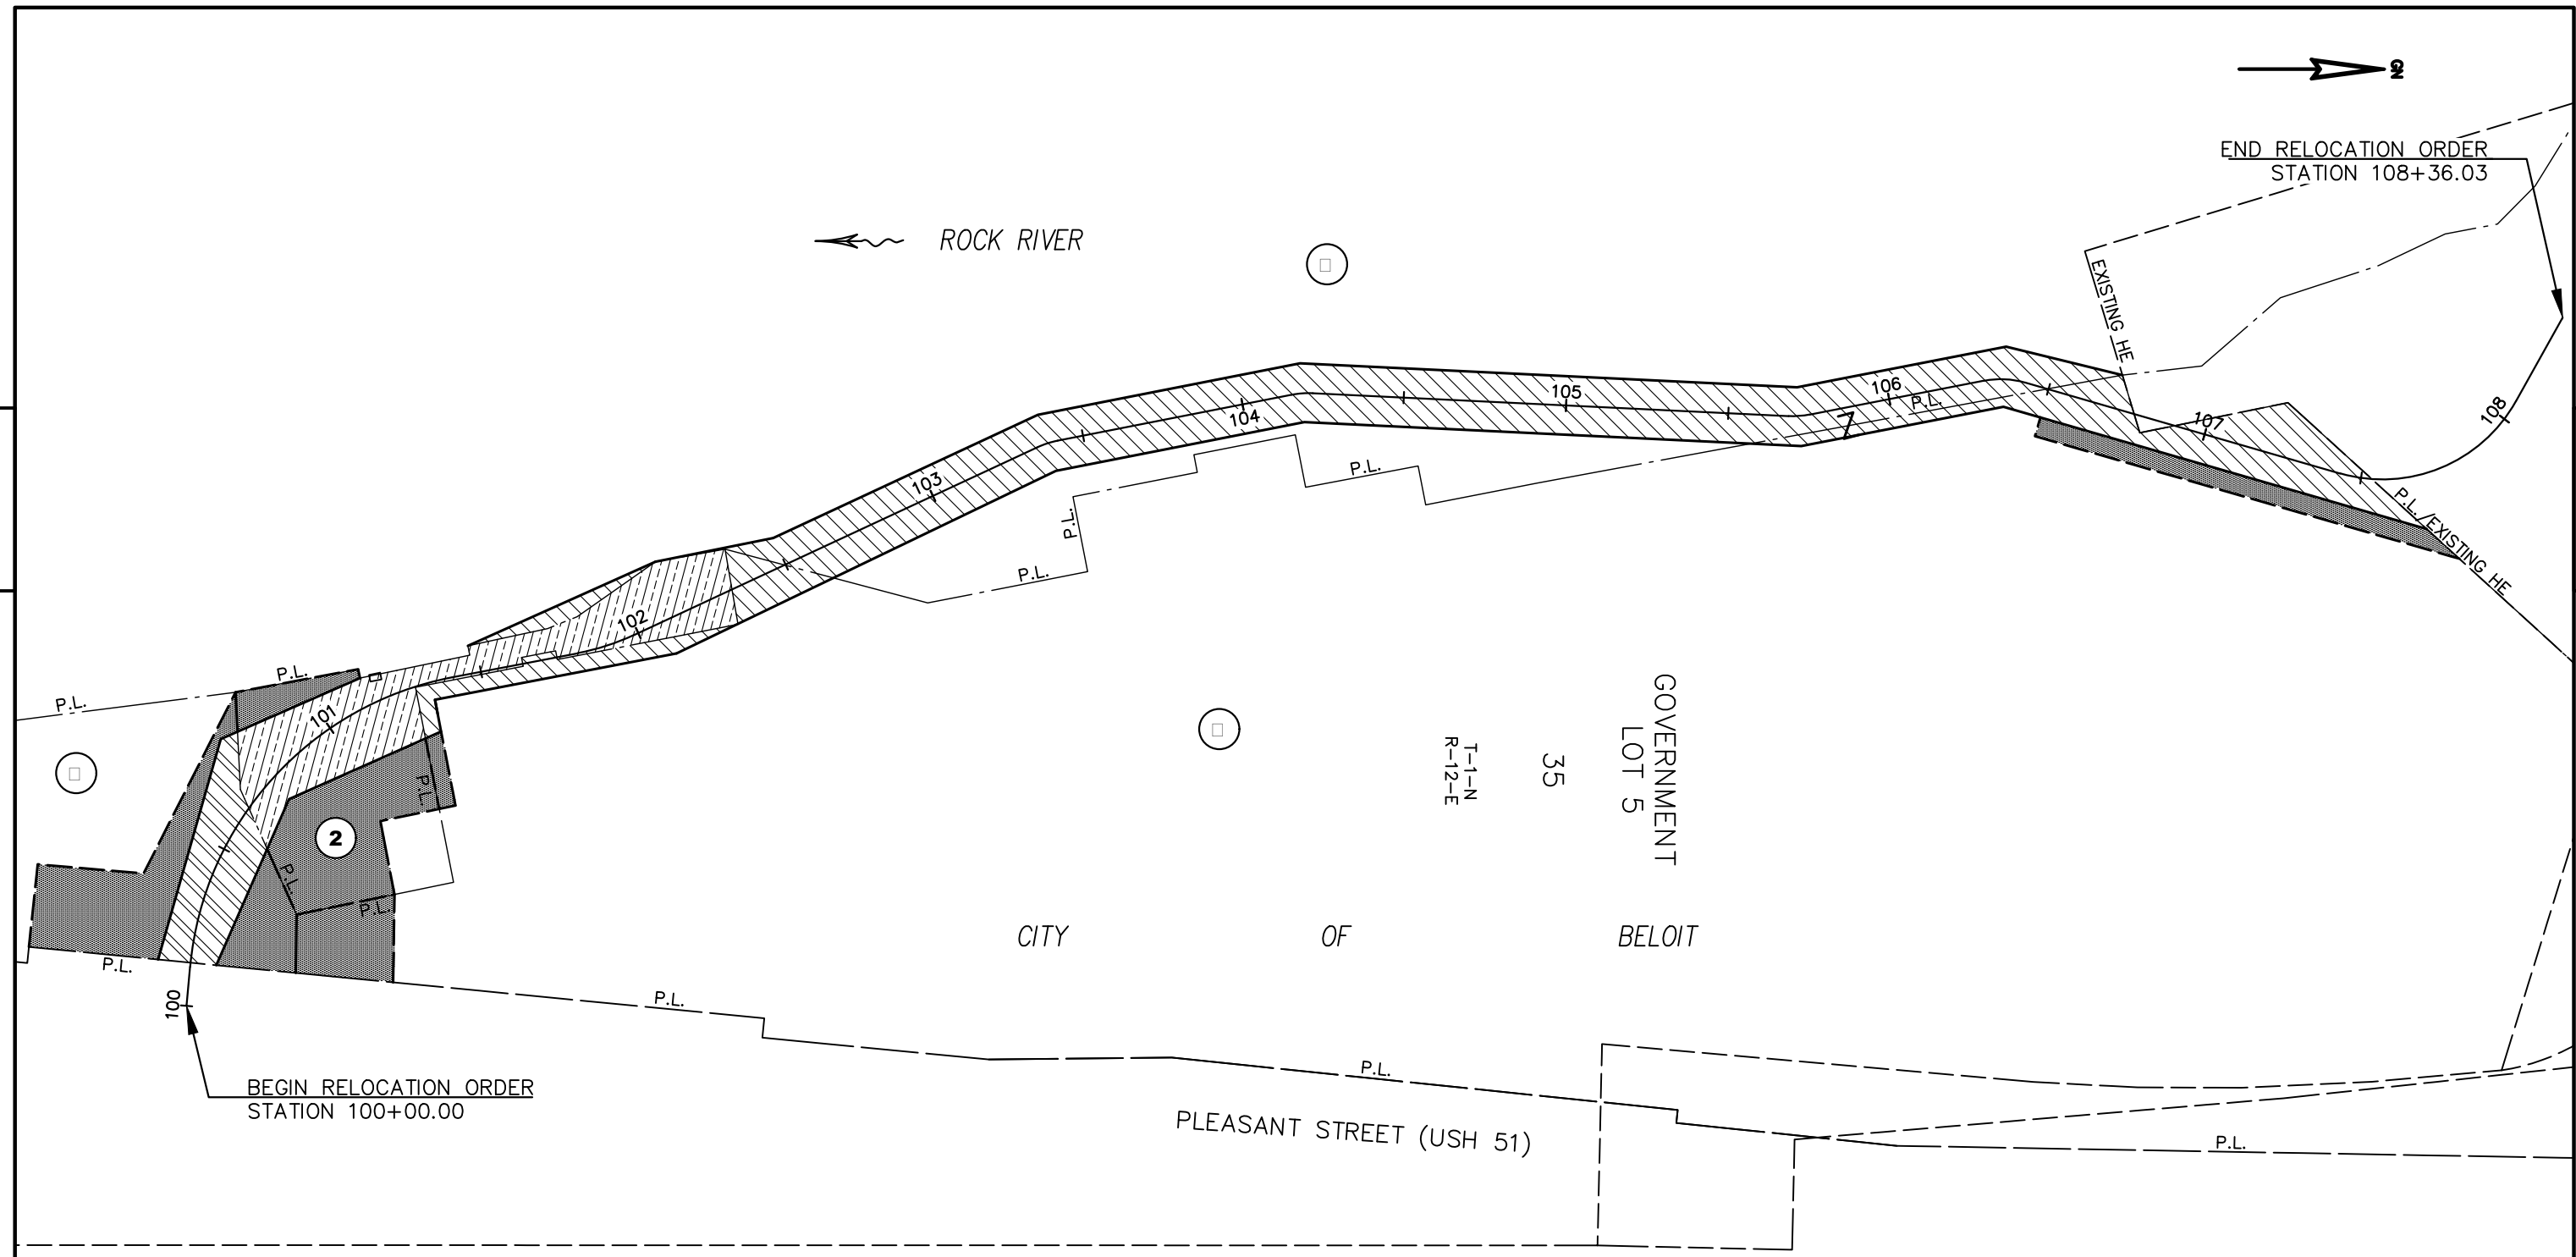 GN
END RELOCATION ORDER
STATION 108+36.03
ROCK RIVER
EXISTING HE
105
106
P.L.
7
104
107
108
P.L.
103
P.L./EXISTING HE
P.L.
P.L.
102
P.L.
P.L.
101
GOVERNMENT
LOT 5
35
T-1-N
R-12-E
P.L.
2
P.L.
P.L.
CITY OF BELOIT
P.L.
100
P.L.
P.L.
BEGIN RELOCATION ORDER
STATION 100+00.00
PLEASANT STREET (USH 51)
P.L.